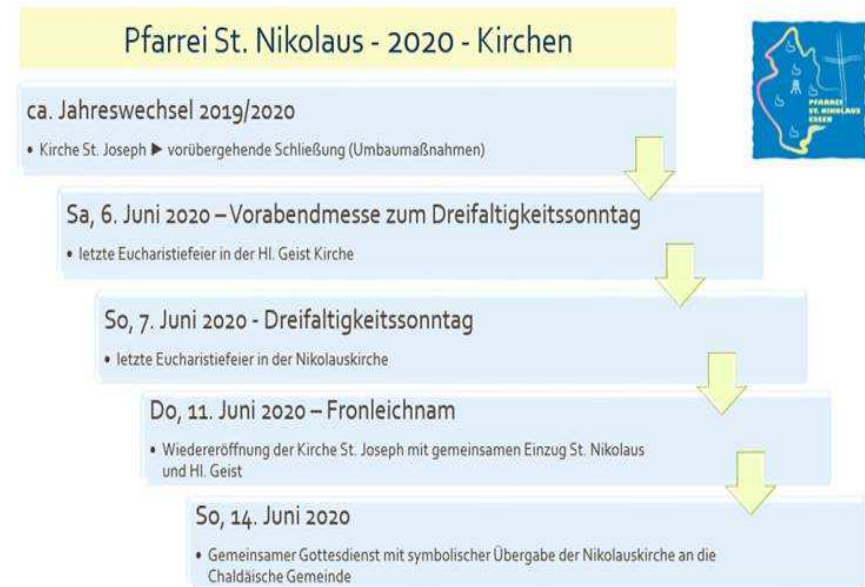 Pfarrei St. Nikolaus - 2020 - Kirchen
PFARREI
ST. NIKOLAUS
ESSEN
ca. Jahreswechsel 2019/2020
• Kirche St. Joseph ► vorübergehende Schließung (Umbaumaßnahmen)
Sa, 6. Juni 2020 – Vorabendmesse zum Dreifaltigkeitssonntag
• letzte Eucharistiefeier in der Hl. Geist Kirche
So, 7. Juni 2020 - Dreifaltigkeitssonntag
• letzte Eucharistiefeier in der Nikolauskirche
Do, 11. Juni 2020 – Fronleichnam
• Wiedereröffnung der Kirche St. Joseph mit gemeinsamen Einzug St. Nikolaus
und Hl. Geist
So, 14. Juni 2020
• Gemeinsamer Gottesdienst mit symbolischer Übergabe der Nikolauskirche an die
Chaldäische Gemeinde